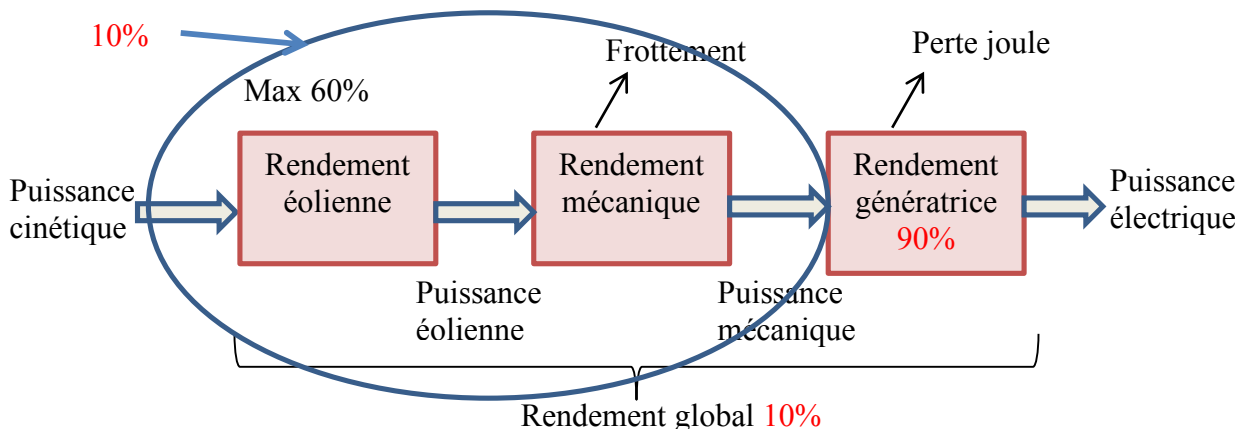 10%
Frottement
Perte joule
Max 60%
Puissance
cinétique
Rendement
éolienne
Rendement
mécanique
Rendement
génératrice
90%
Puissance
électrique
Puissance
éolienne
Puissance
mécanique
Rendement global 10%